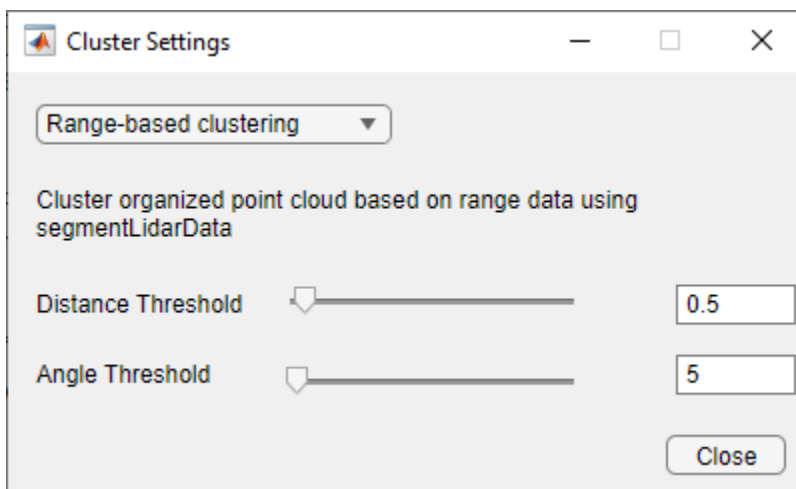 Cluster Settings
Range-based clustering
Cluster organized point cloud based on range data using
segmentLidarData
Distance Threshold 0.5
Angle Threshold 5
Close